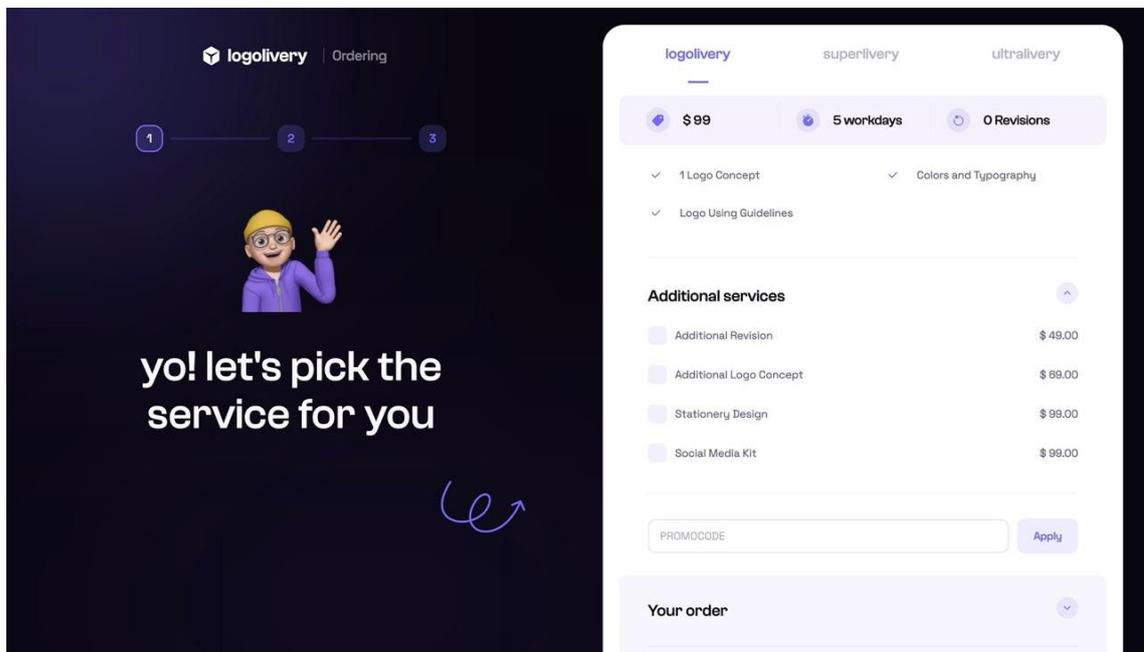 logolivery | Ordering
1 2 3
yo! let's pick the
service for you
logolivery superlivery ultralivery
$ 99 5 workdays 0 Revisions
1 Logo Concept Colors and Typography
Logo Using Guidelines
Additional services
Additional Revision $ 49.00
Additional Logo Concept $ 69.00
Stationery Design $ 99.00
Social Media Kit $ 99.00
PROMOCODE Apply
Your order